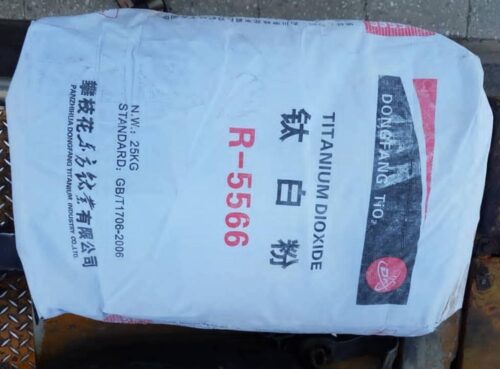 DONGFANG TiO₂
TITANIUM DIOXIDE
钛白粉
R-5566
N.W.: 25KG
STANDARD: GB/T1706-2006
攀枝花东方钛业有限公司
PANZHIHUA DONGFANG TITANIUM INDUSTRY CO.,LTD.